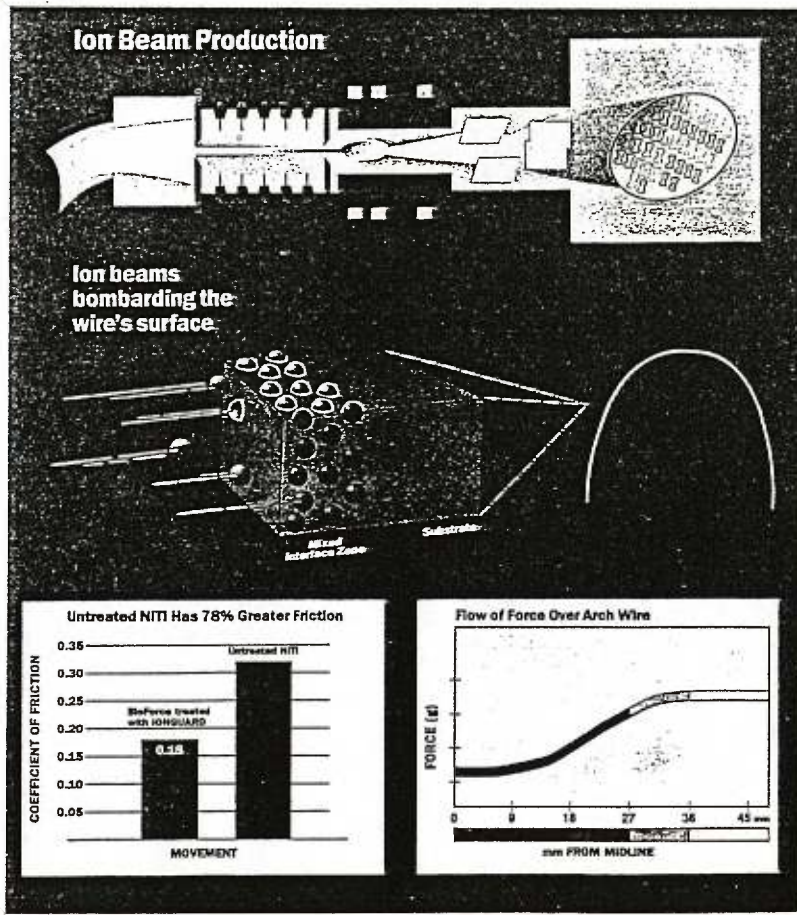 Ion Beam Production
Ion beams
bombarding the
wire's surface
Mixed
Interface Zone
Substrate
Untreated NiTi Has 78% Greater Friction
COEFFICIENT OF FRICTION
0.35
0.30
0.25
0.20
0.15
0.10
0.05
Untreated NiTi
BioForce treated
with IONGUARD
0.18
MOVEMENT
Flow of Force Over Arch Wire
FORCE (g)
0
9
18
27
36
45 mm
mm FROM MIDLINE